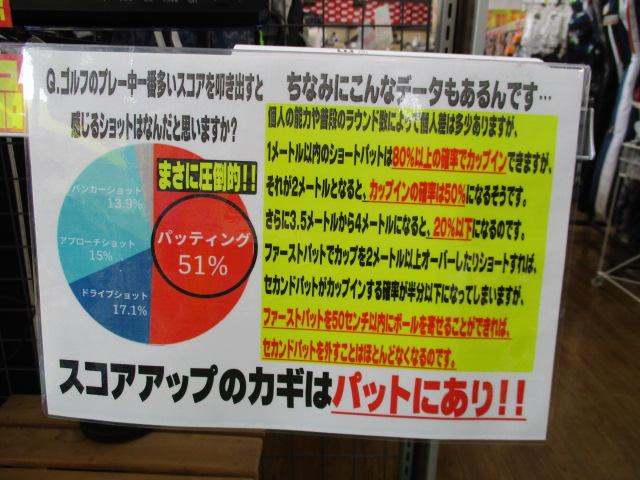 Q.ゴルフのプレー中一番多いスコアを叩き出すと
感じるショットはなんだと思いますか?
まさに圧倒的!!
バンカーショット
13.9%
アプローチショット
15%
ドライブショット
17.1%
パッティング
51%
ちなみにこんなデータもあるんです…
個人の能力や普段のラウンド数によって個人差は多少ありますが、
1メートル以内のショートパットは80%以上の確率でカップインできますが、
それが2メートルとなると、カップインの確率は50%になるそうです。
さらに3.5メートルから4メートルになると、20%以下になるのです。
ファーストパットでカップを2メートル以上オーバーしたりショートすれば、
セカンドパットがカップインする確率が半分以下になってしまいますが、
ファーストパットを50センチ以内にボールを寄せることができれば、
セカンドパットを外すことはほとんどなくなるのです。
スコアアップのカギはパットにあり!!